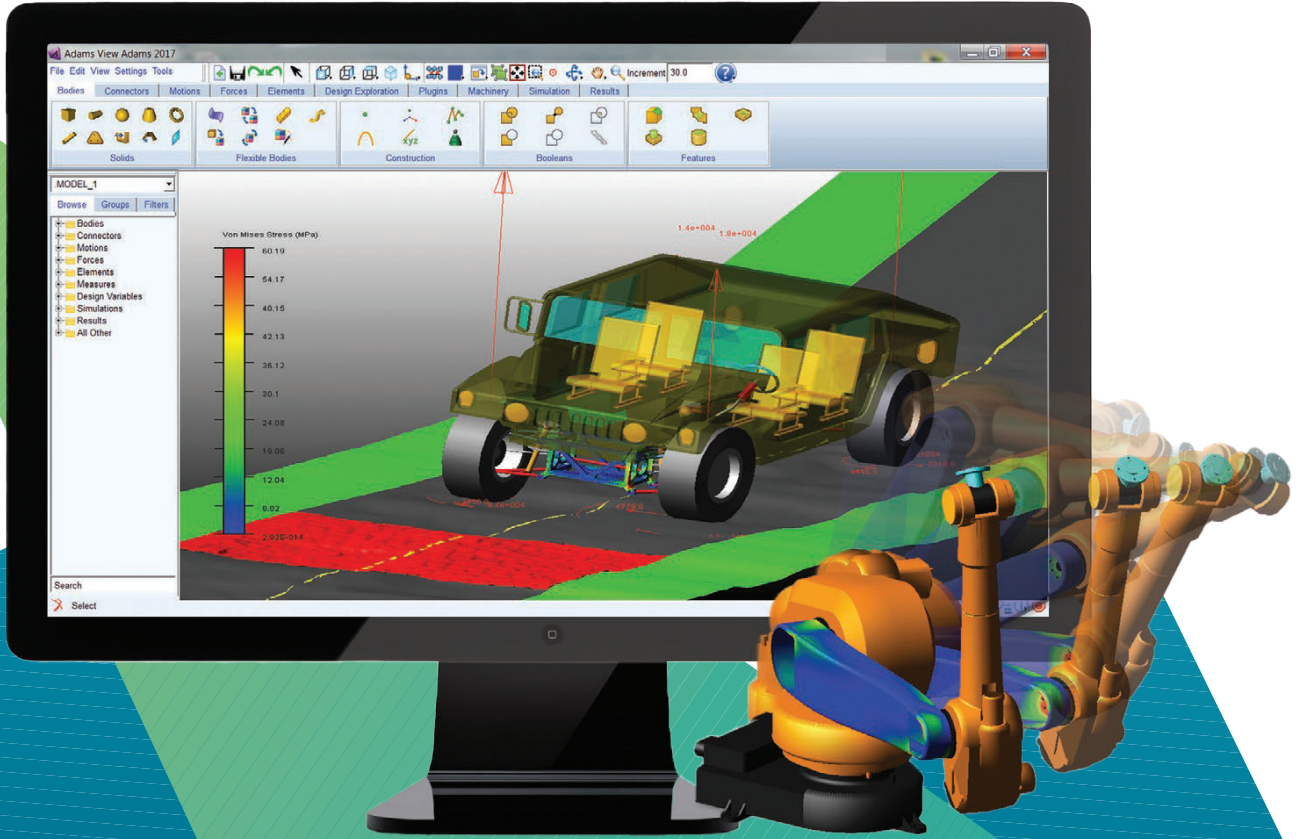 Adams View Adams 2017
File Edit View Settings Tools
Increment 30.0
Bodies Connectors Motions Forces Elements Design Exploration Plugins Machinery Simulation Results
xyz
Solids Flexible Bodies Construction Booleans Features
.MODEL_1
Browse Groups Filters
Bodies
Connectors
Motions
Forces
Elements
Measures
Design Variables
Simulations
Results
All Other
Von Mises Stress (MPa)
60.19
54.17
48.15
42.13
36.12
30.1
24.08
12.04
6.02
2.92E-014
1.4e+004
1.8e+004
Search
Select